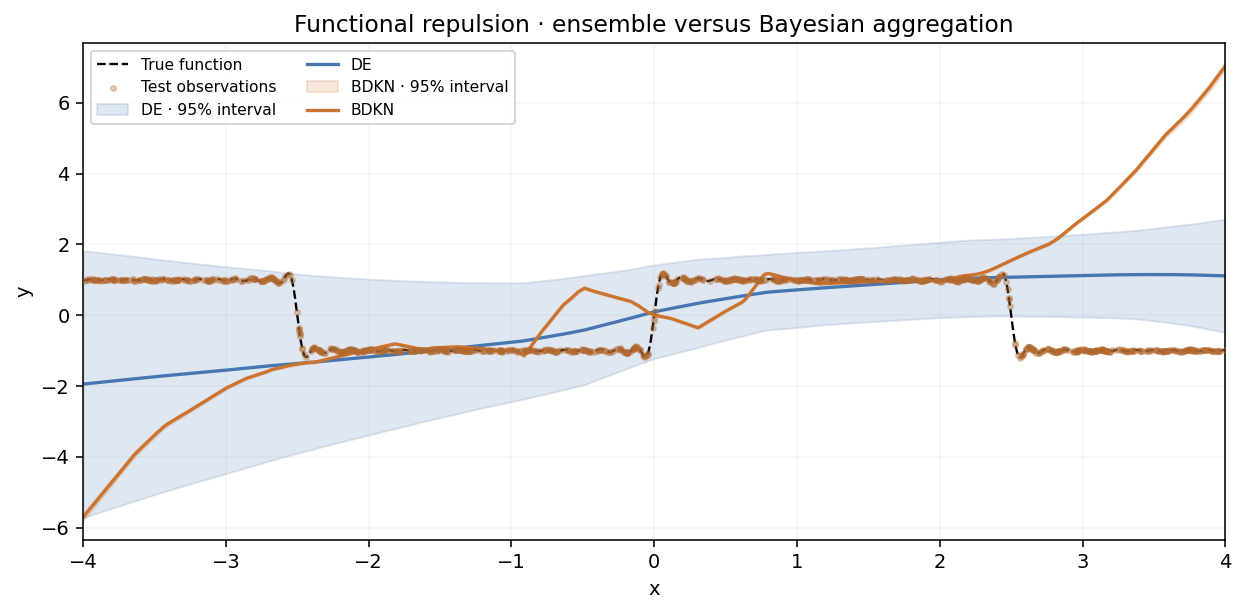 Functional repulsion · ensemble versus Bayesian aggregation
True function
Test observations
DE · 95% interval
DE
BDKN · 95% interval
BDKN
y
6
4
2
0
−2
−4
−6
−4
−3
−2
−1
0
1
2
3
4
x